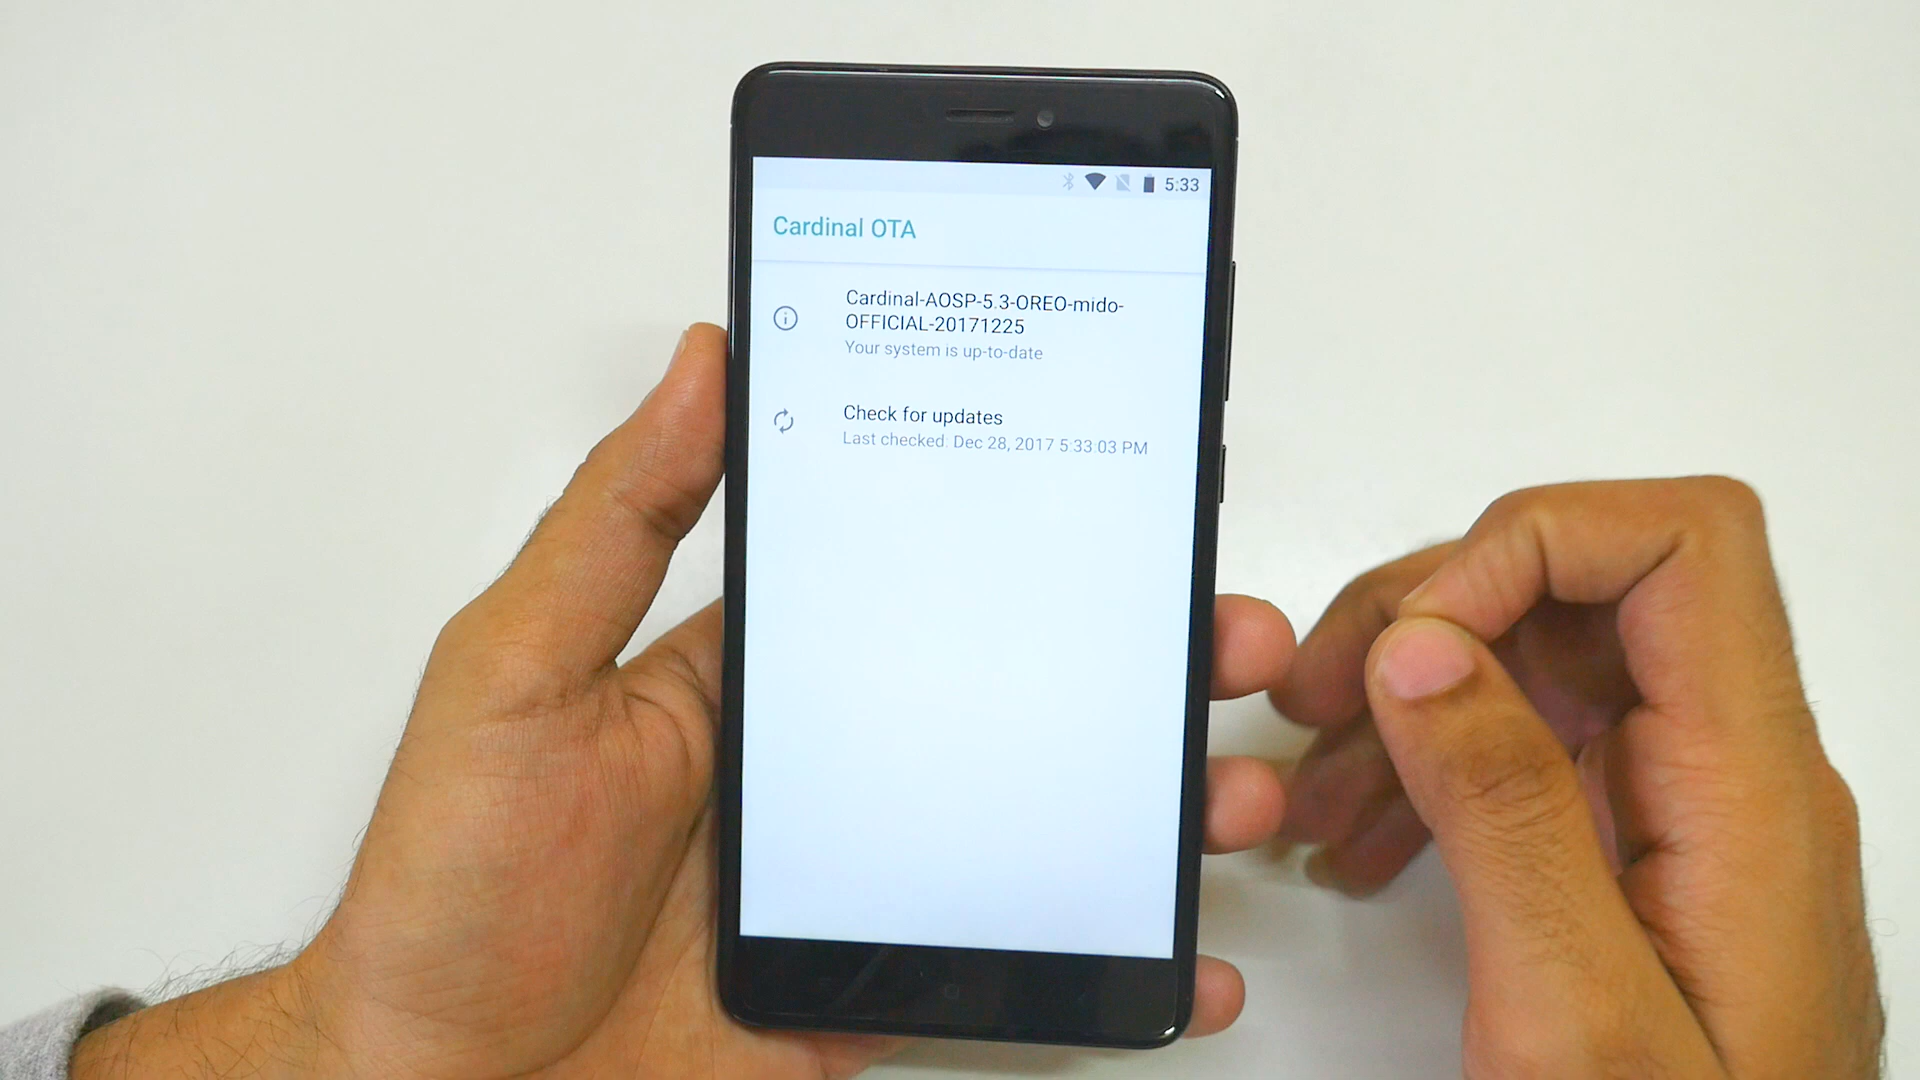 5:33
Cardinal OTA
Cardinal-AOSP-5.3-OREO-mido-
OFFICIAL-20171225
Your system is up-to-date
Check for updates
Last checked: Dec 28, 2017 5:33:03 PM